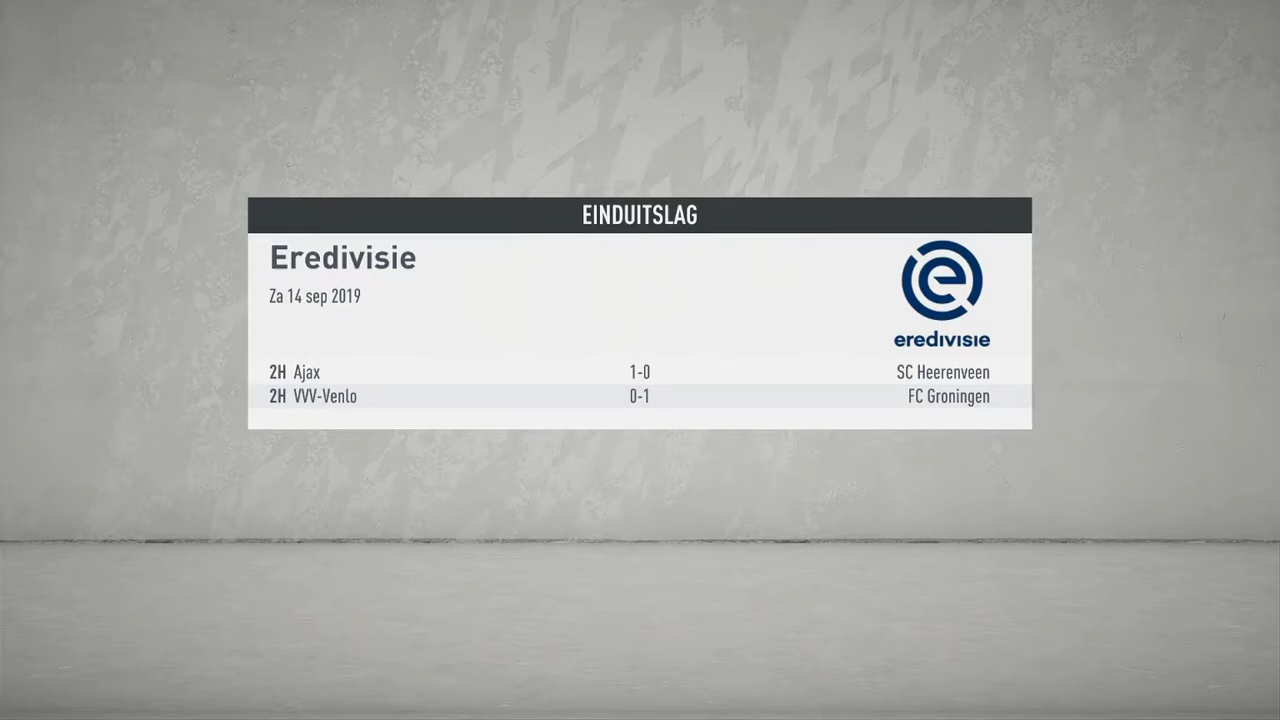 EINDUITSLAG
Eredivisie
Za 14 sep 2019
eredivisie
2H Ajax 1-0 SC Heerenveen
2H VVV-Venlo 0-1 FC Groningen